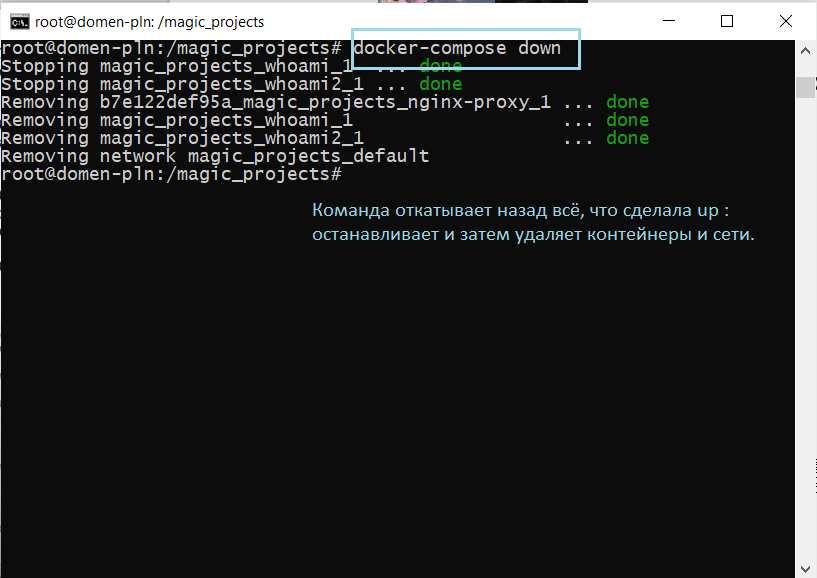 root@domen-pln: /magic_projects
root@domen-pln:/magic_projects# docker-compose down
Stopping magic_projects_whoami_1 ... done
Stopping magic_projects_whoami2_1 ... done
Removing b7e122def95a_magic_projects_nginx-proxy_1 ... done
Removing magic_projects_whoami_1 ... done
Removing magic_projects_whoami2_1 ... done
Removing network magic_projects_default
root@domen-pln:/magic_projects#
Команда откатывает назад всё, что сделала up :
останавливает и затем удаляет контейнеры и сети.